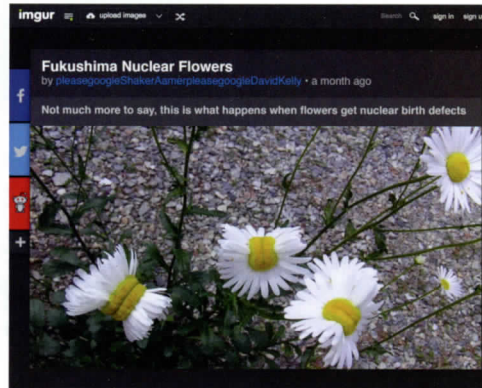 imgur upload images Search sign in sign u
Fukushima Nuclear Flowers
by pleasegoogleShakerAamerpleasegoogleDavidKelly • a month ago
Not much more to say, this is what happens when flowers get nuclear birth defects